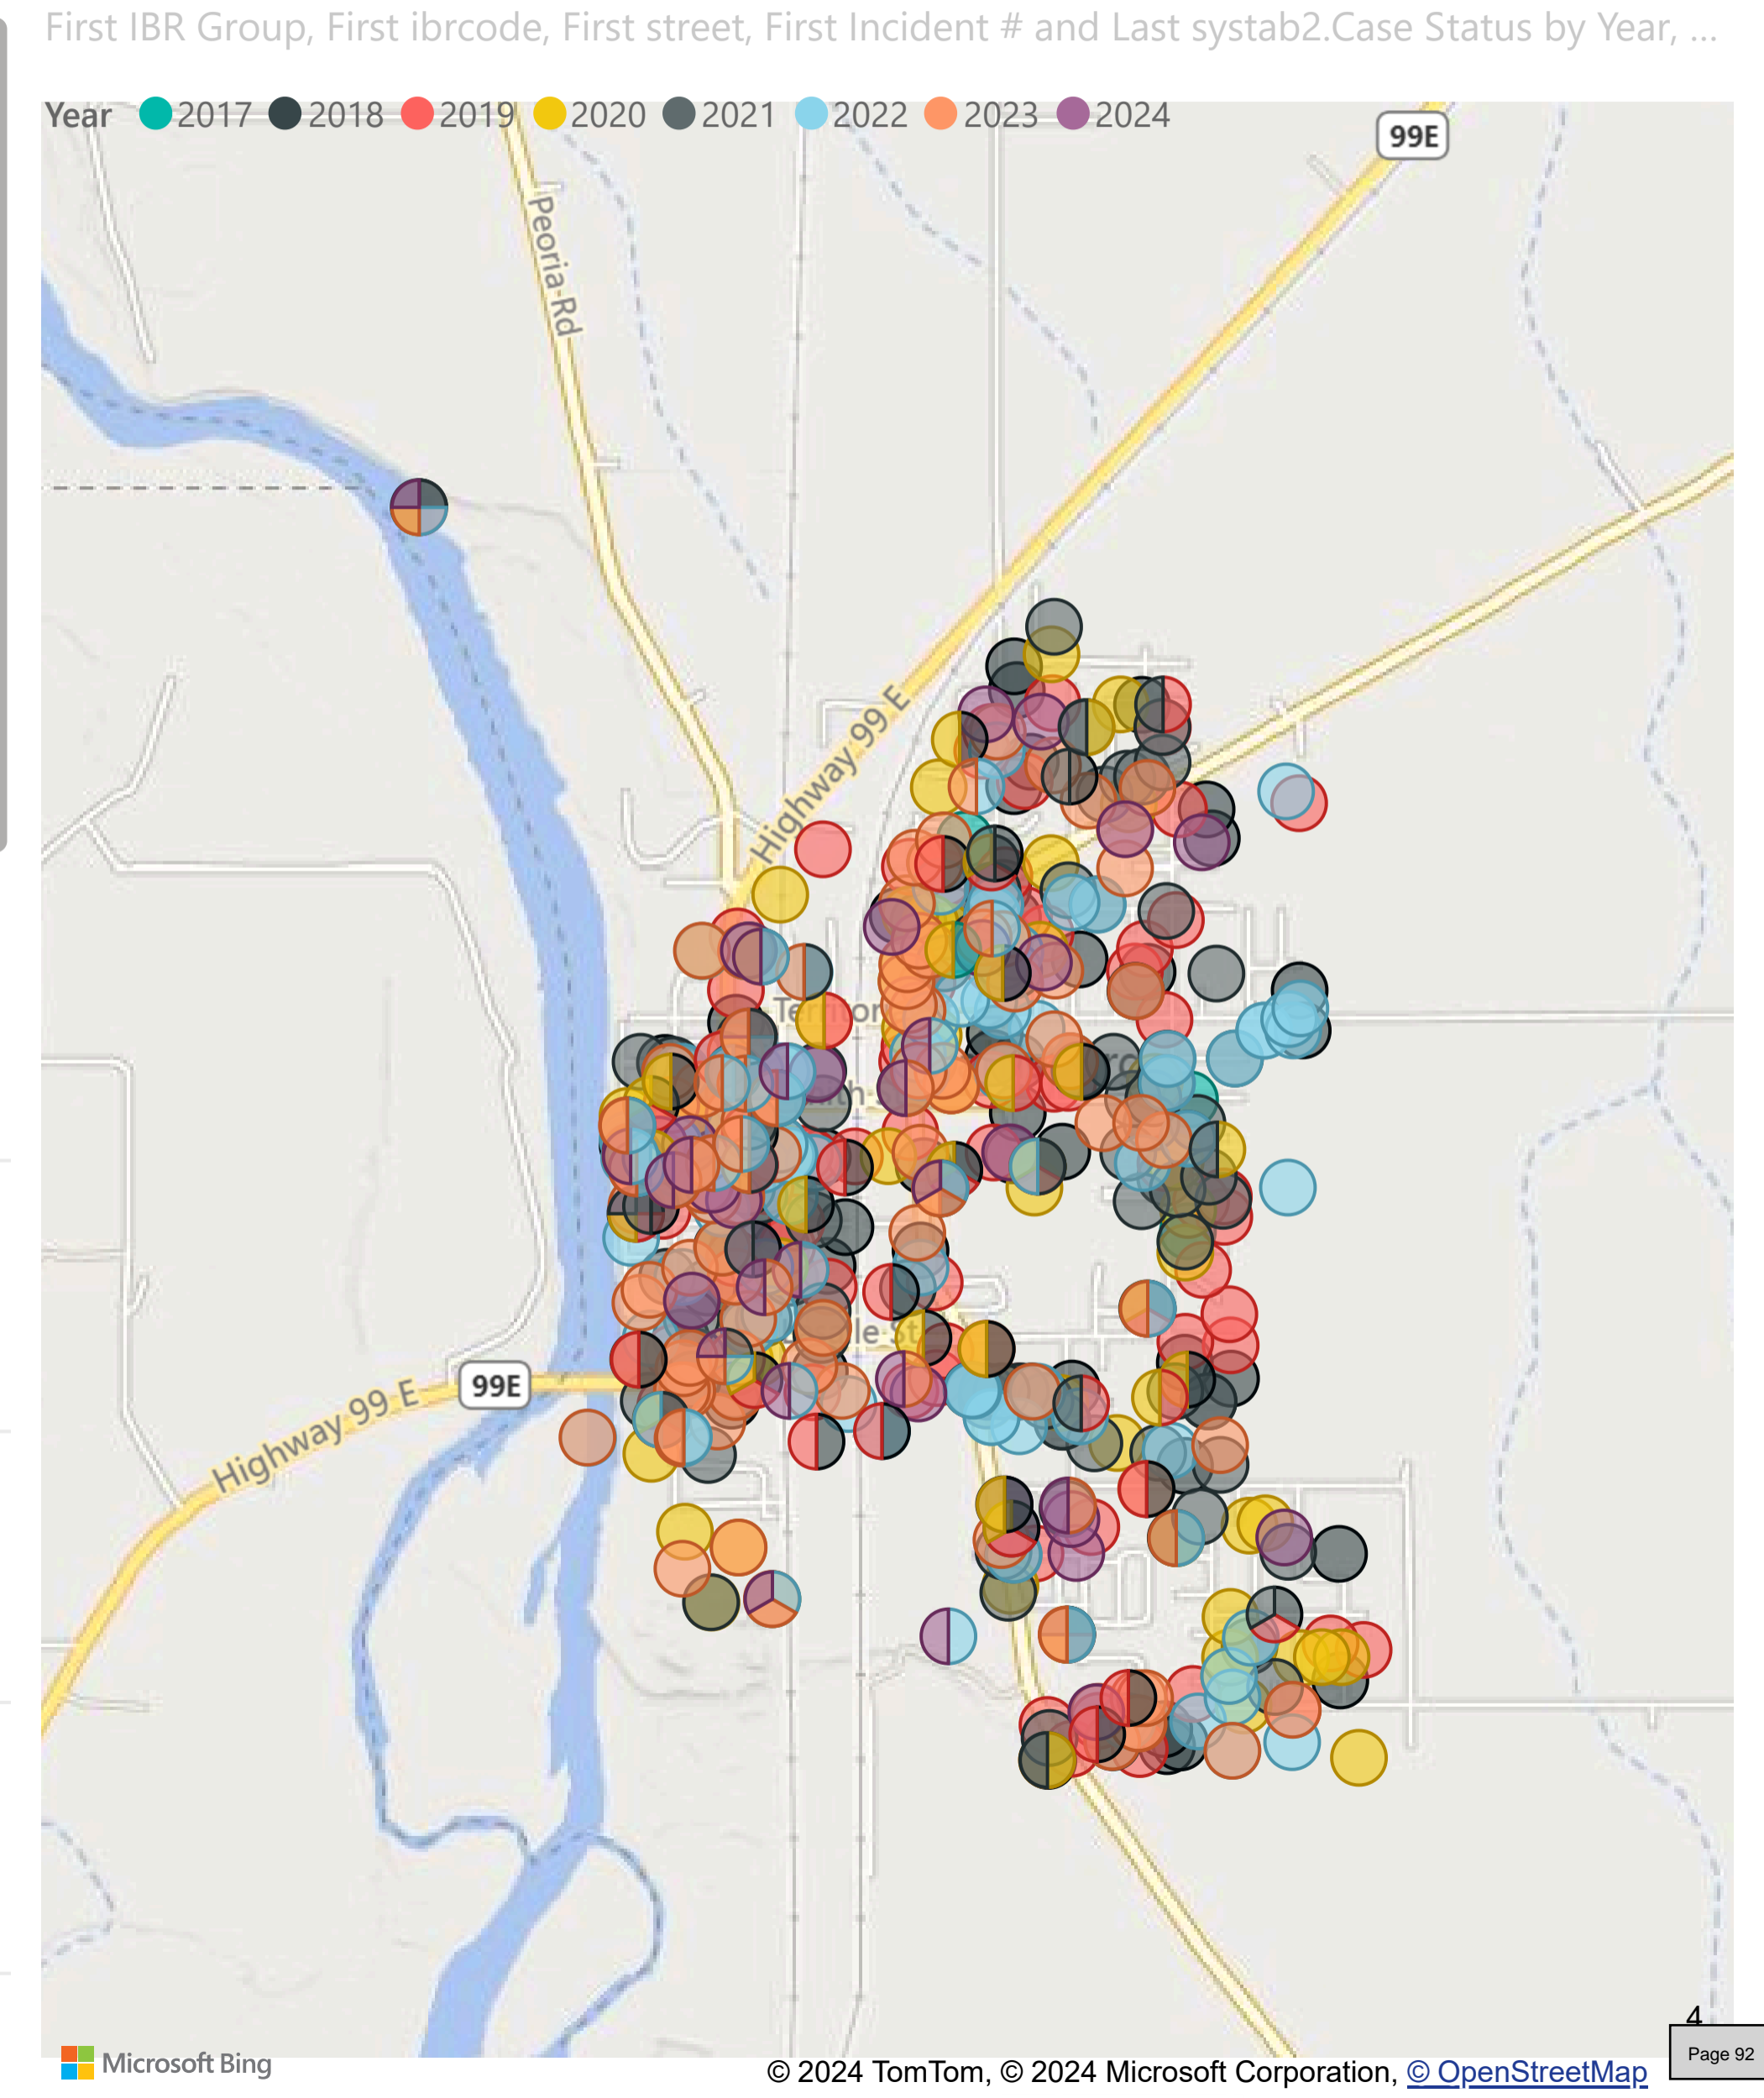 First IBR Group, First ibrcode, First street, First Incident # and Last systab2.Case Status by Year, ...
Year 2017 2018 2019 2020 2021 2022 2023 2024
99E
Peoria Rd
Highway 99 E
99E
Highway 99 E
4
Page 92
Microsoft Bing
© 2024 TomTom, © 2024 Microsoft Corporation, © OpenStreetMap